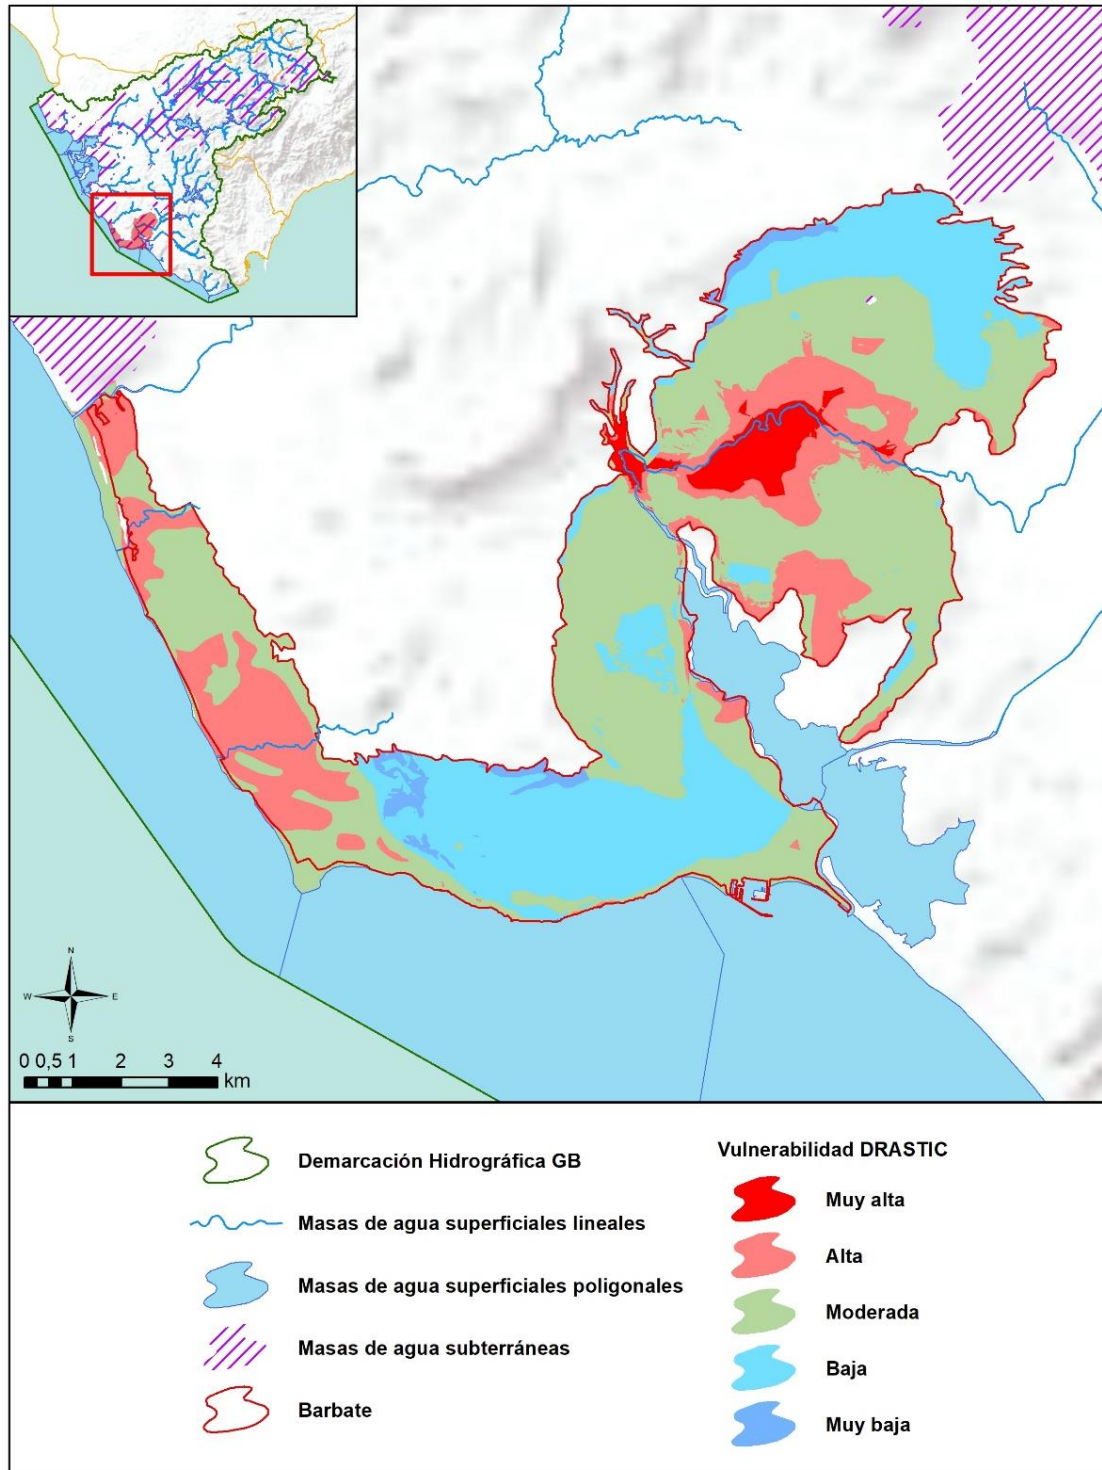 N
W E
S
0 0,5 1 2 3 4
km
Demarcación Hidrográfica GB
Masas de agua superficiales lineales
Masas de agua superficiales poligonales
Masas de agua subterráneas
Barbate
Vulnerabilidad DRASTIC
Muy alta
Alta
Moderada
Baja
Muy baja